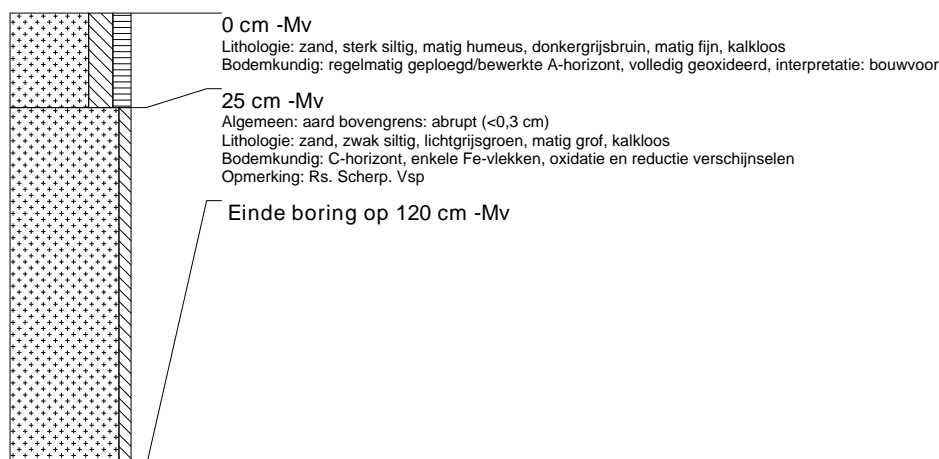 0 cm -Mv
Lithologie: zand, sterk siltig, matig humeus, donkergrijsbruin, matig fijn, kalkloos
Bodemkundig: regelmatig geploegd/bewerkte A-horizont, volledig geoxideerd, interpretatie: bouwvoor
25 cm -Mv
Algemeen: aard bovengrens: abrupt (<0,3 cm)
Lithologie: zand, zwak siltig, lichtgrijsgroen, matig grof, kalkloos
Bodemkundig: C-horizont, enkele Fe-vlekken, oxidatie en reductie verschijnselen
Opmerking: Rs. Scherp. Vsp
Einde boring op 120 cm -Mv